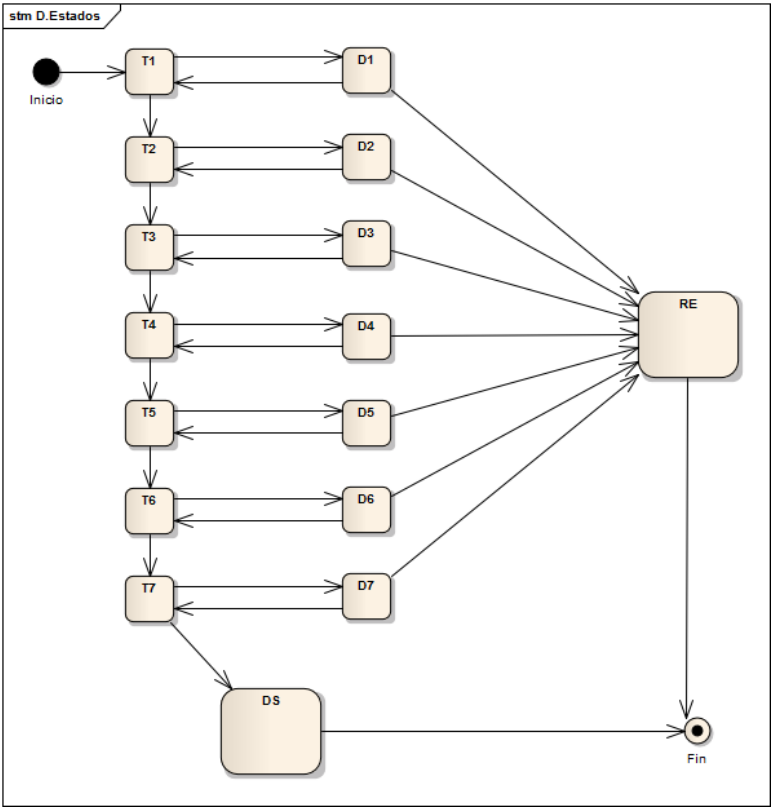 stm D.Estados
T1
D1
Inicio
T2
D2
T3
D3
RE
T4
D4
T5
D5
T6
D6
T7
D7
DS
Fin